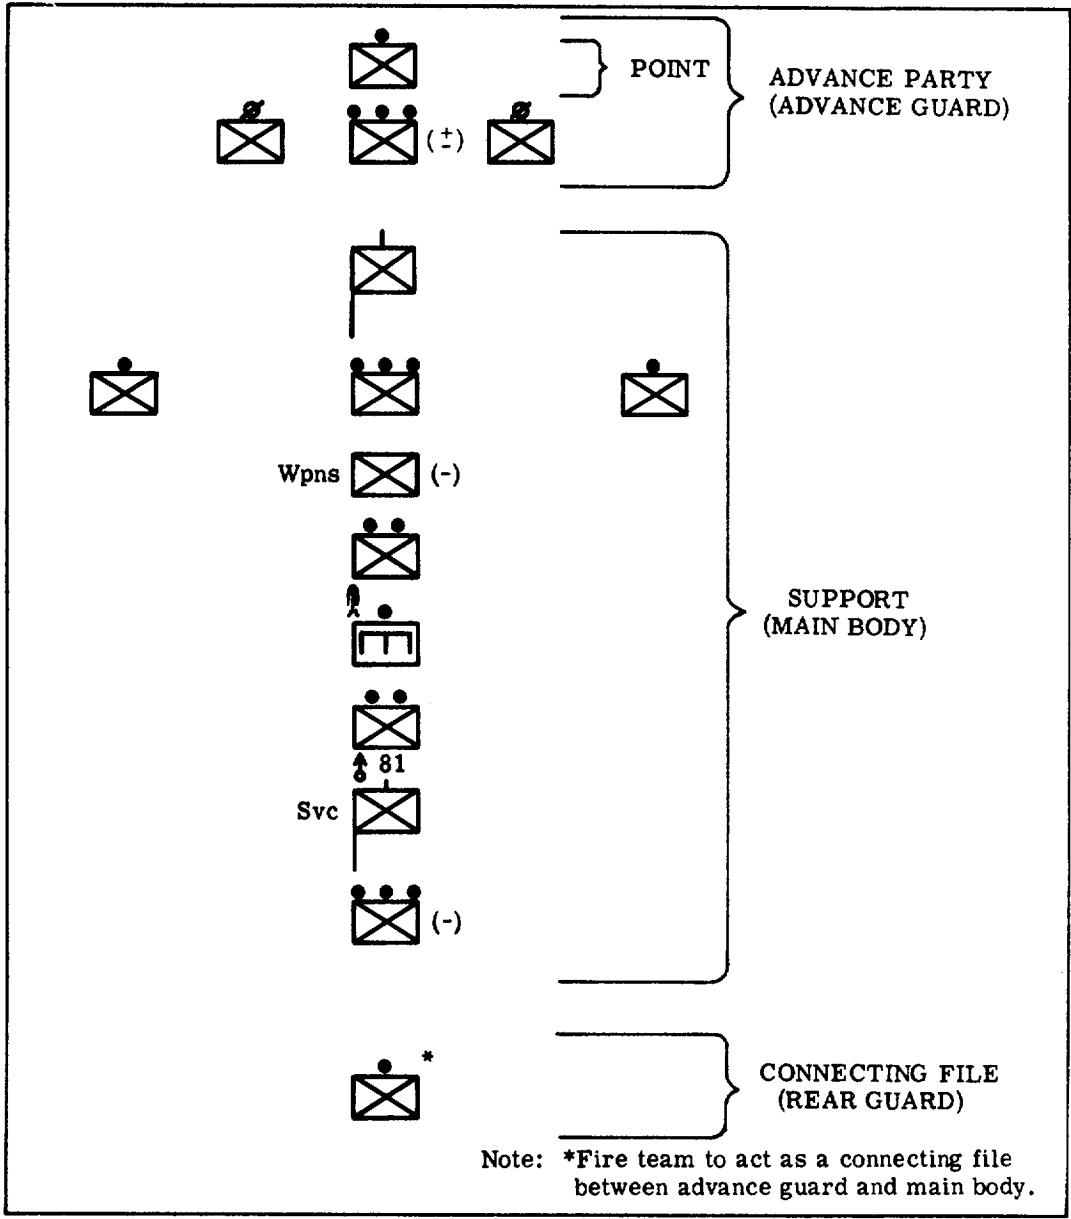 POINT
ADVANCE PARTY
(ADVANCE GUARD)
(±)
Wpns
(-)
SUPPORT
(MAIN BODY)
81
Svc
(-)
*
CONNECTING FILE
(REAR GUARD)
Note: *Fire team to act as a connecting file
between advance guard and main body.